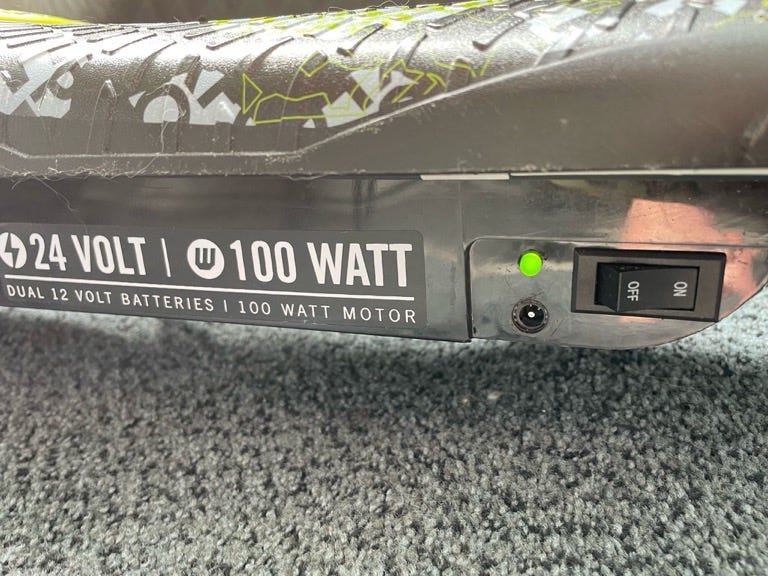 24 VOLT | W 100 WATT
DUAL 12 VOLT BATTERIES | 100 WATT MOTOR
OFF ON